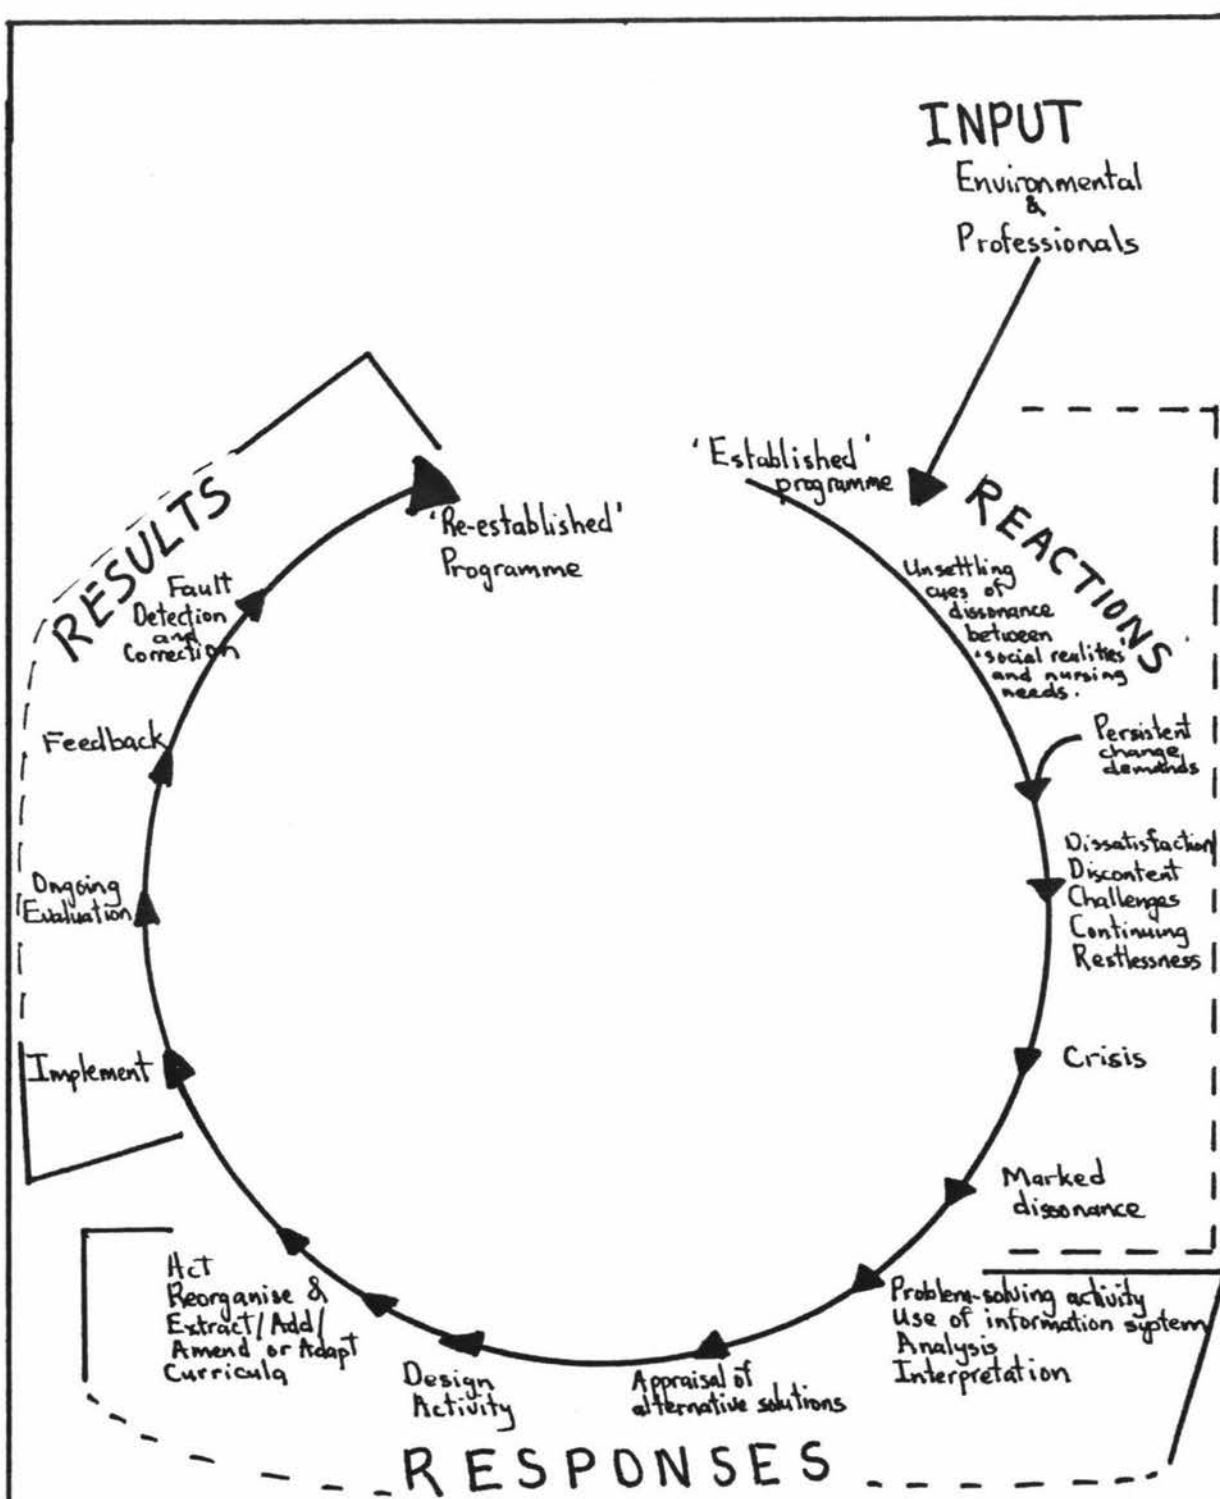 INPUT
Environmental
&
Professionals
'Established'
programme
REACTIONS
Unsettling
cues of
dissonance
between
'social realities'
and nursing
needs.
Persistent
change
demands
Dissatisfaction
Discontent
Challenges
Continuing
Restlessness
Crisis
Marked
dissonance
Problem-solving activity
Use of information system
Analysis
Interpretation
Appraisal of
alternative solutions
Design
Activity
Act
Reorganise &
Extract/Add/
Amend or Adapt
Curricula
RESPONSES
Implement
Ongoing
Evaluation
Feedback
Fault
Detection
and
Correction
RESULTS
'Re-established'
Programme